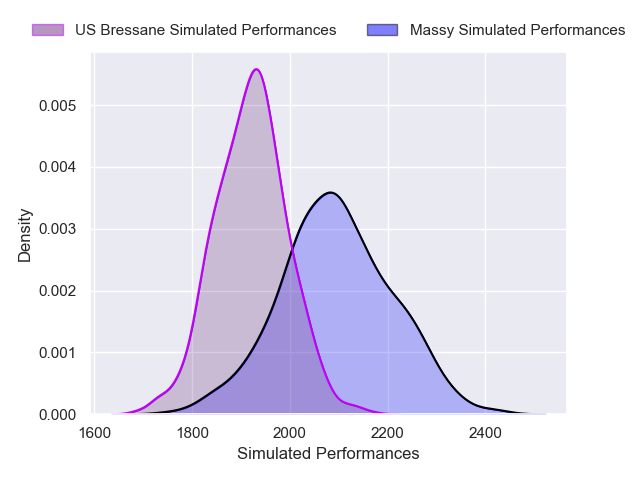 US Bressane Simulated Performances Massy Simulated Performances
0.005
0.004
0.003
0.002
0.001
0.000
Density
1600 1800 2000 2200 2400
Simulated Performances